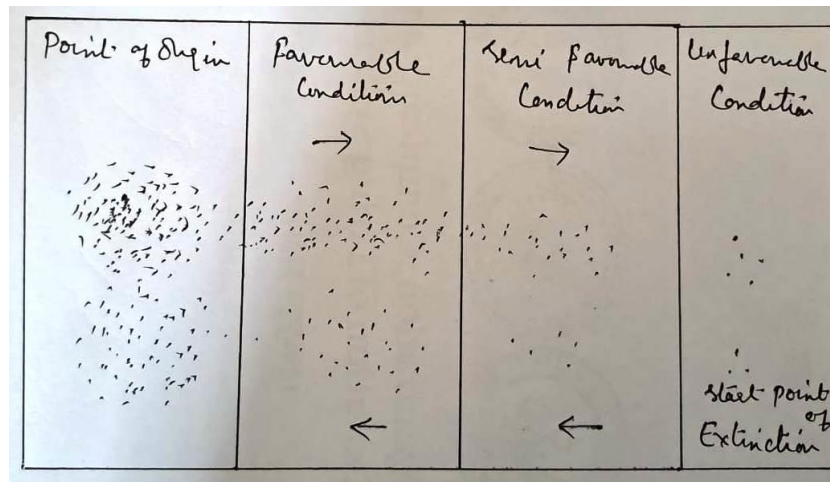 Point of Origin
Favourable
Condition
Semi favourable
Condition
Unfavourable
Condition
Start point
of
Extinction